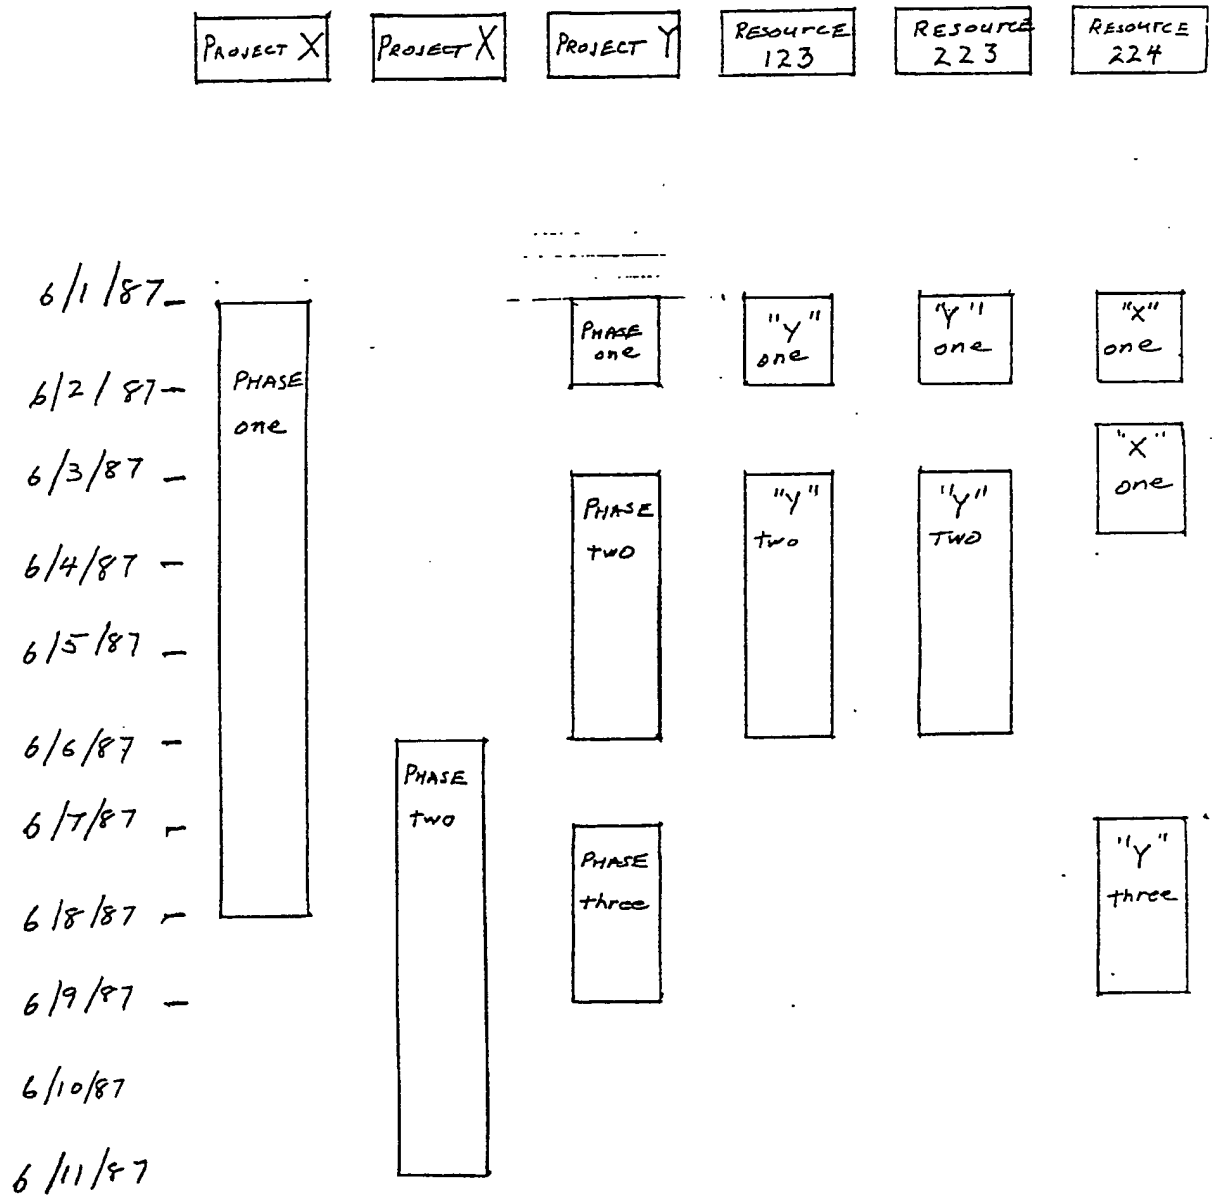 PROJECT X
PROJECT X
PROJECT Y
RESOURCE
123
RESOURCE
223
RESOURCE
224
6/1/87
PHASE
one
"Y"
one
"Y"
one
"X"
one
6/2/87
PHASE
one
"X"
one
6/3/87
PHASE
two
"Y"
two
"Y"
TWO
6/4/87
6/5/87
6/6/87
PHASE
two
6/7/87
PHASE
three
"Y"
three
6/8/87
6/9/87
6/10/87
6/11/87